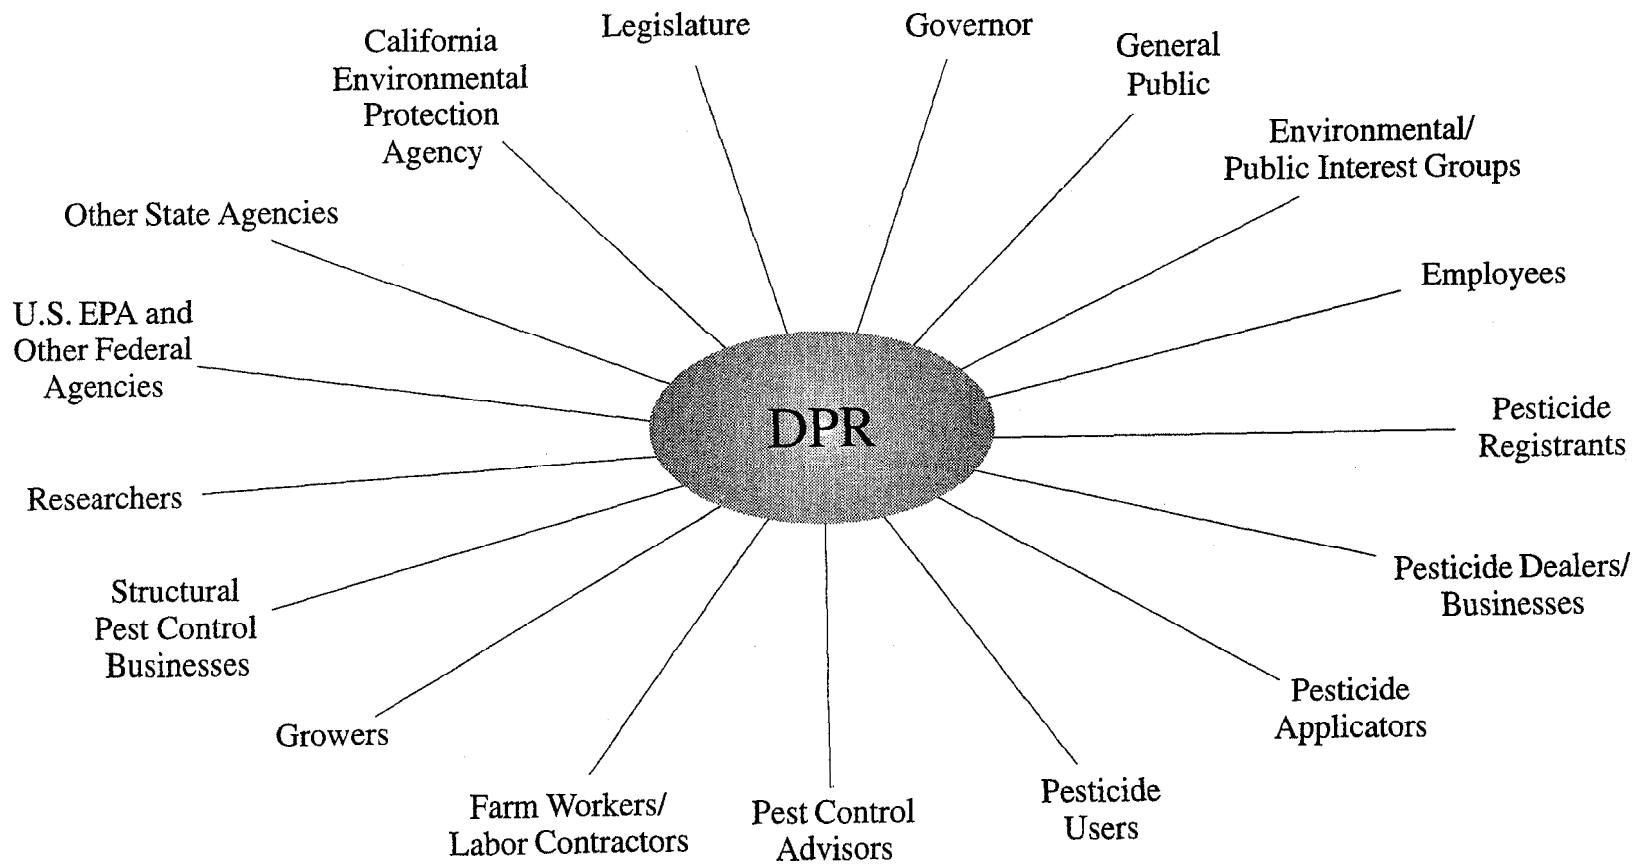 Legislature
Governor
California
Environmental
Protection
Agency
General
Public
Environmental/
Public Interest Groups
Other State Agencies
Employees
U.S. EPA and
Other Federal
Agencies
DPR
Pesticide
Registrants
Researchers
Pesticide Dealers/
Businesses
Structural
Pest Control
Businesses
Pesticide
Applicators
Growers
Farm Workers/
Labor Contractors
Pest Control
Advisors
Pesticide
Users